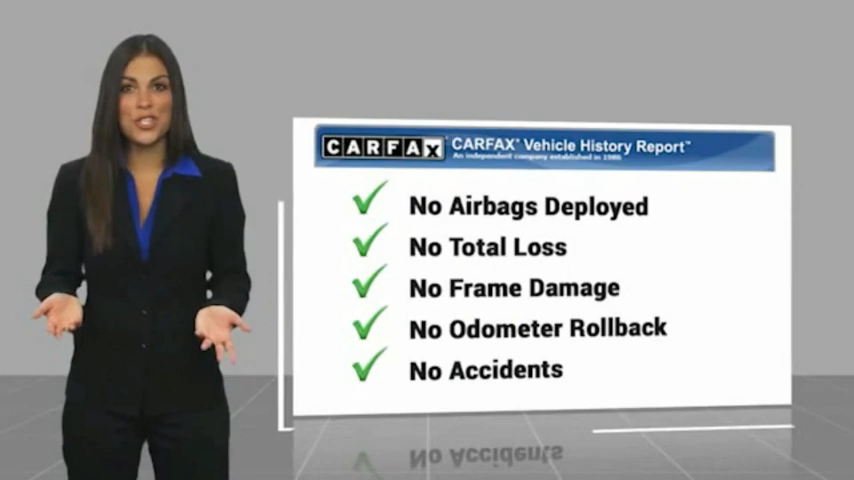 CARFAX CARFAX® Vehicle History Report™
An independent company established in 1986
No Airbags Deployed
No Total Loss
No Frame Damage
No Odometer Rollback
No Accidents
No Accidents